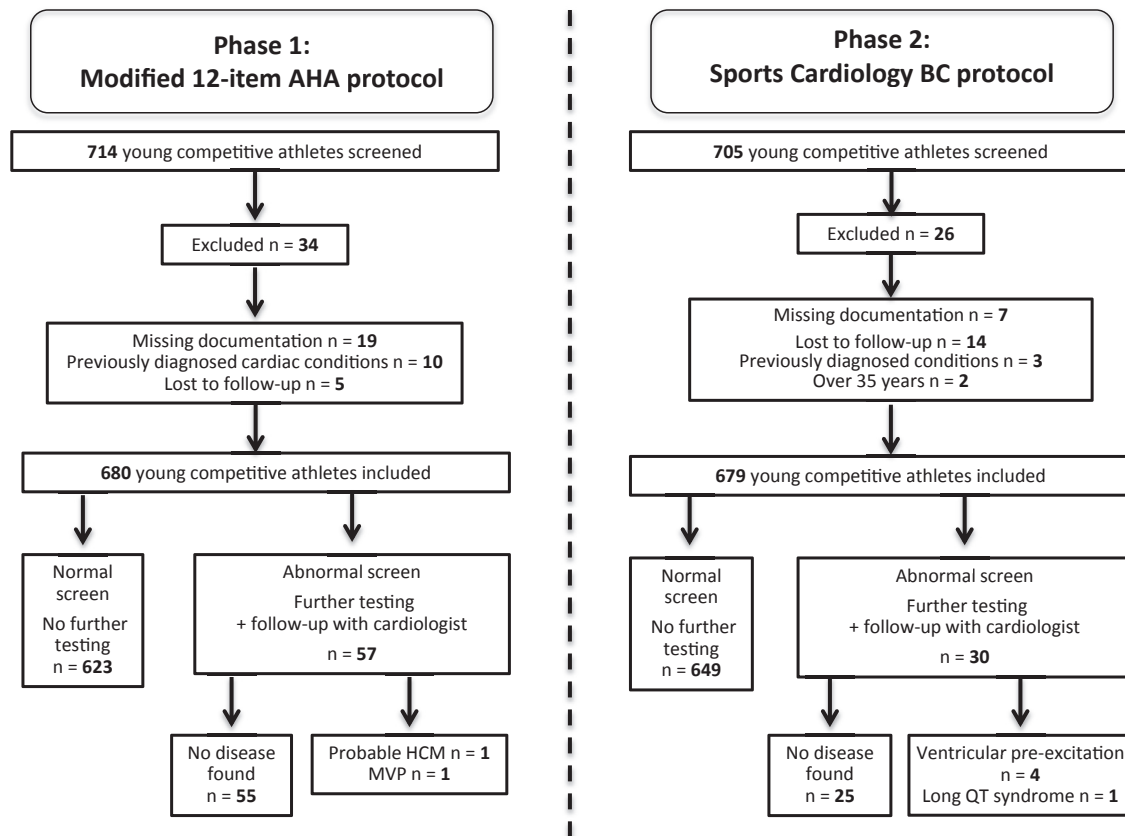 Phase 1:
Modified 12-item AHA protocol
714 young competitive athletes screened
Excluded n = 34
Missing documentation n = 19
Previously diagnosed cardiac conditions n = 10
Lost to follow-up n = 5
680 young competitive athletes included
Normal
screen
No further
testing
n = 623
Abnormal screen
Further testing
+ follow-up with cardiologist
n = 57
No disease
found
n = 55
Probable HCM n = 1
MVP n = 1
Phase 2:
Sports Cardiology BC protocol
705 young competitive athletes screened
Excluded n = 26
Missing documentation n = 7
Lost to follow-up n = 14
Previously diagnosed conditions n = 3
Over 35 years n = 2
679 young competitive athletes included
Normal
screen
No further
testing
n = 649
Abnormal screen
Further testing
+ follow-up with cardiologist
n = 30
No disease
found
n = 25
Ventricular pre-excitation
n = 4
Long QT syndrome n = 1